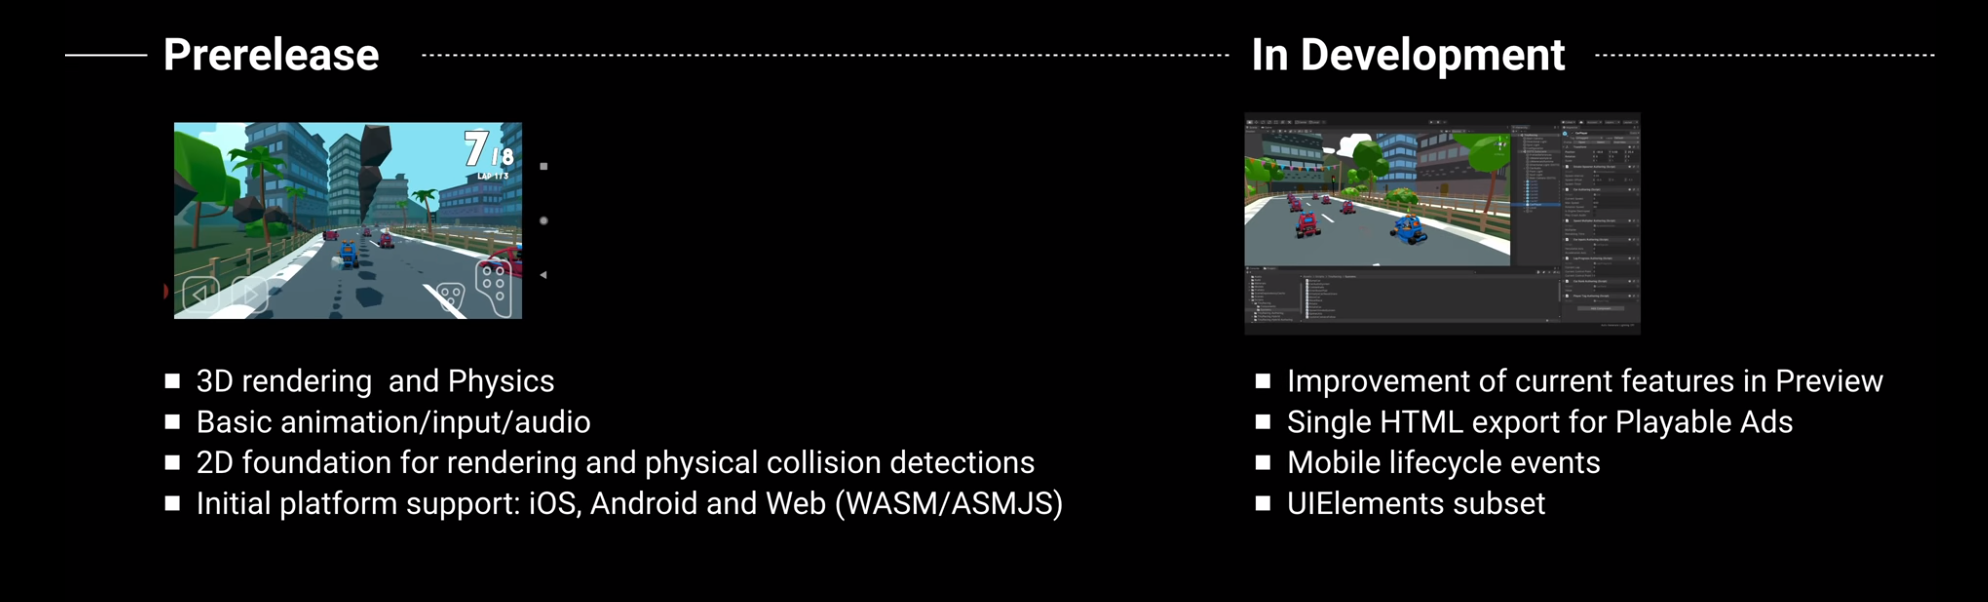 Prerelease
In Development
7/8
LAP 1/3
■ 3D rendering  and Physics
■ Basic animation/input/audio
■ 2D foundation for rendering and physical collision detections
■ Initial platform support: iOS, Android and Web (WASM/ASMJS)
■ Improvement of current features in Preview
■ Single HTML export for Playable Ads
■ Mobile lifecycle events
■ UIElements subset